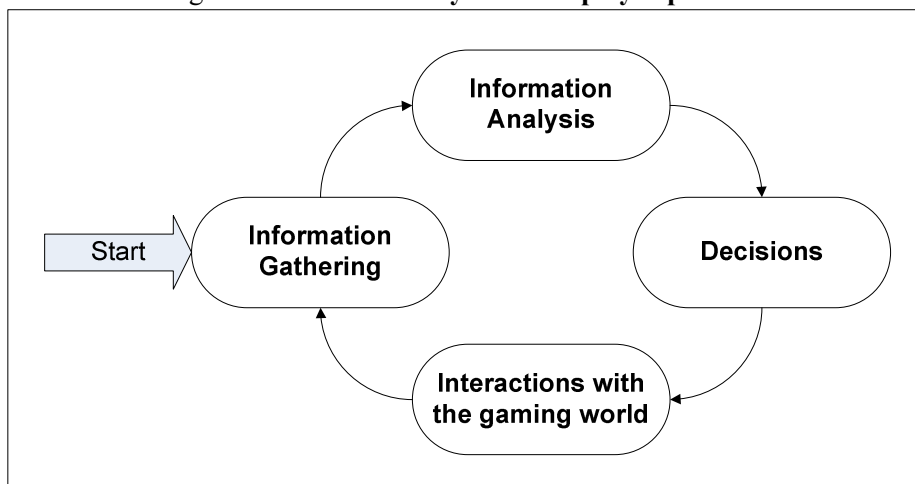 Start
Information
Gathering
Information
Analysis
Decisions
Interactions with
the gaming world